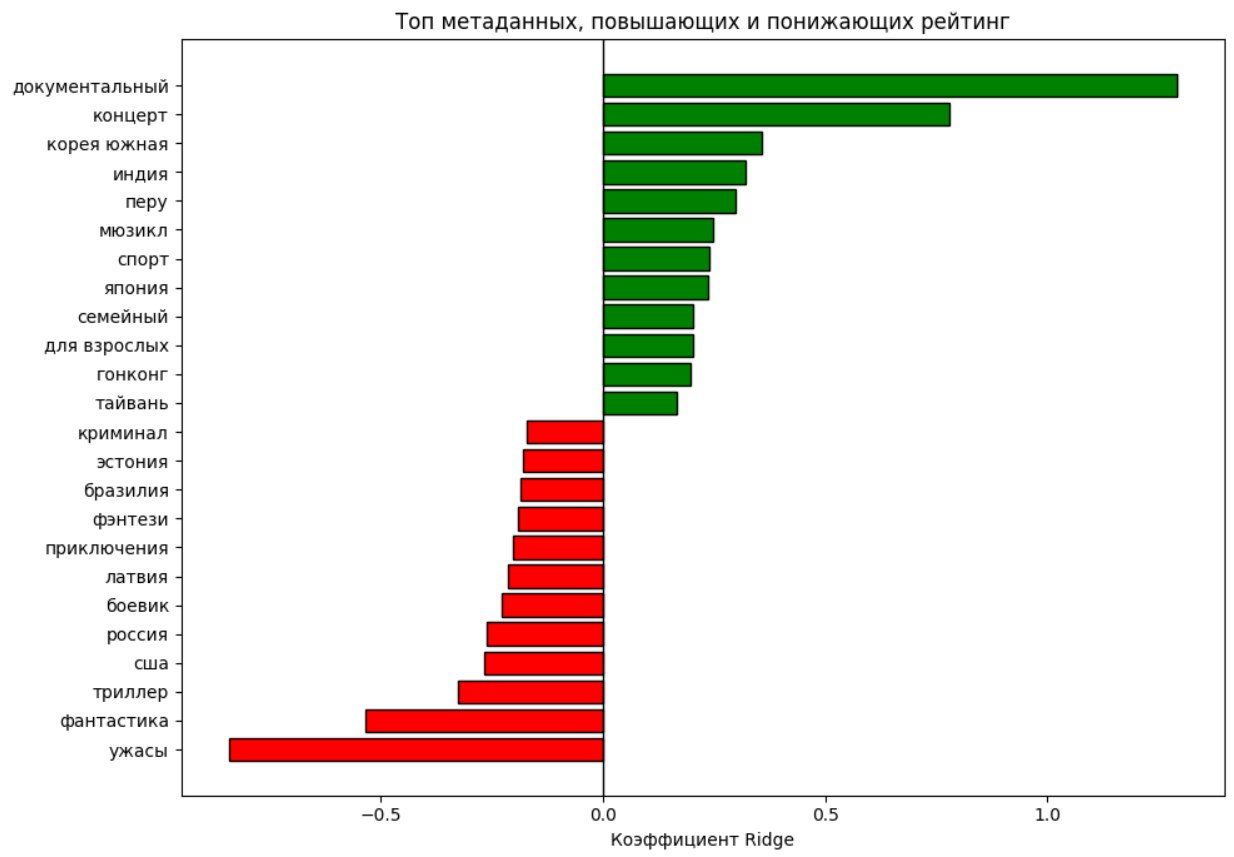 Топ метаданных, повышающих и понижающих рейтинг
документальный
концерт
корея южная
индия
перу
мюзикл
спорт
япония
семейный
для взрослых
гонконг
тайвань
криминал
эстония
бразилия
фэнтези
приключения
латвия
боевик
россия
сша
триллер
фантастика
ужасы
−0.5 0.0 0.5 1.0
Коэффициент Ridge